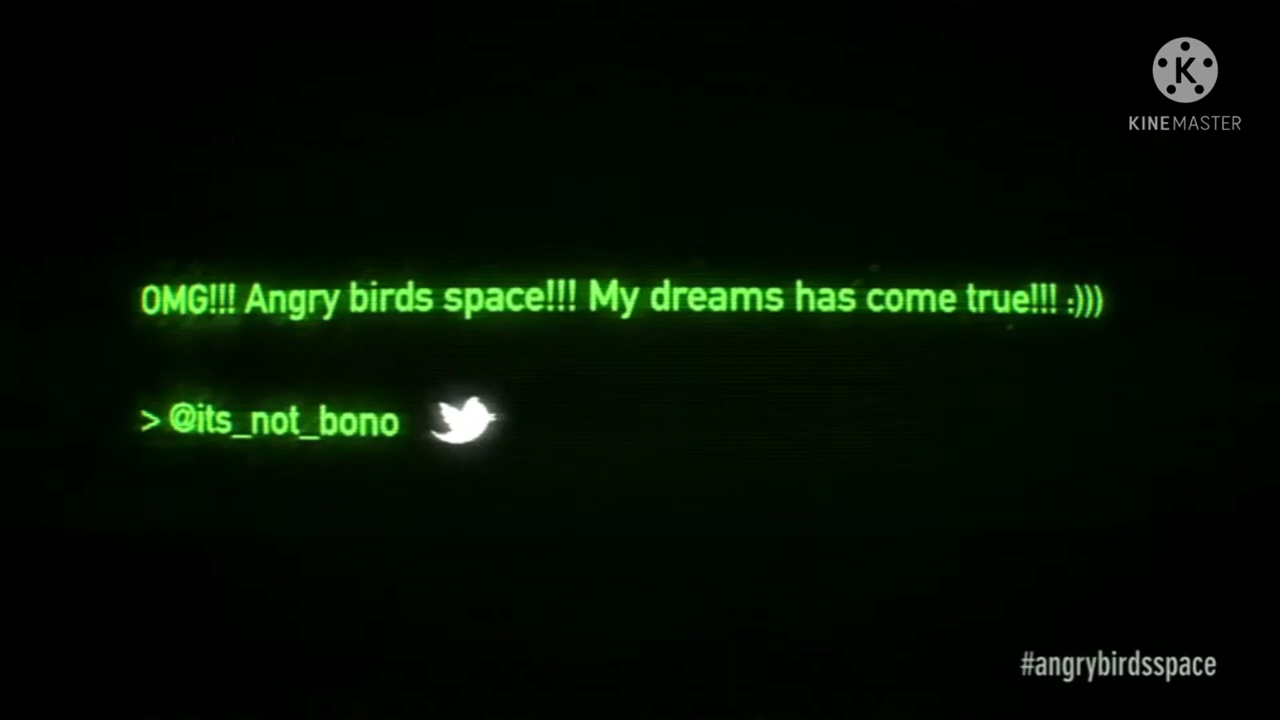 KINEMASTER
OMG!!! Angry birds space!!! My dreams has come true!!! :)))
> @its_not_bono
#angrybirdsspace